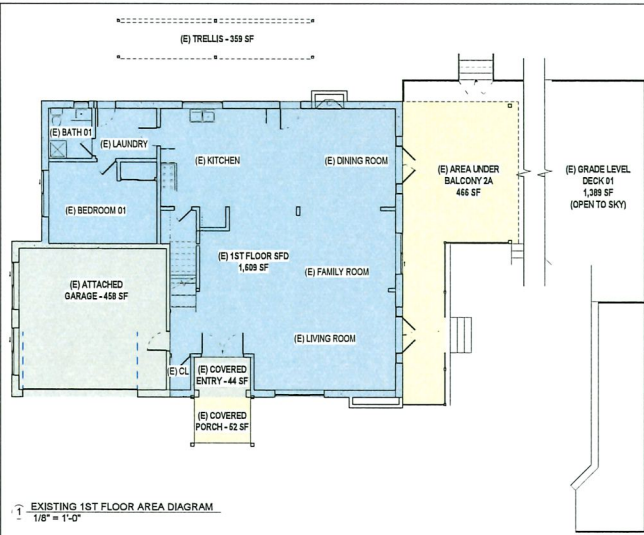 (E) TRELLIS - 359 SF
(E) BATH 01
(E) LAUNDRY
(E) KITCHEN
(E) DINING ROOM
(E) AREA UNDER
BALCONY 2A
466 SF
(E) GRADE LEVEL
DECK 01
1,389 SF
(OPEN TO SKY)
(E) BEDROOM 01
(E) 1ST FLOOR SFD
1,609 SF
(E) FAMILY ROOM
(E) ATTACHED
GARAGE - 458 SF
(E) LIVING ROOM
(E) CL
(E) COVERED
ENTRY - 44 SF
(E) COVERED
PORCH - 52 SF
1 EXISTING 1ST FLOOR AREA DIAGRAM
1/8" = 1'-0"